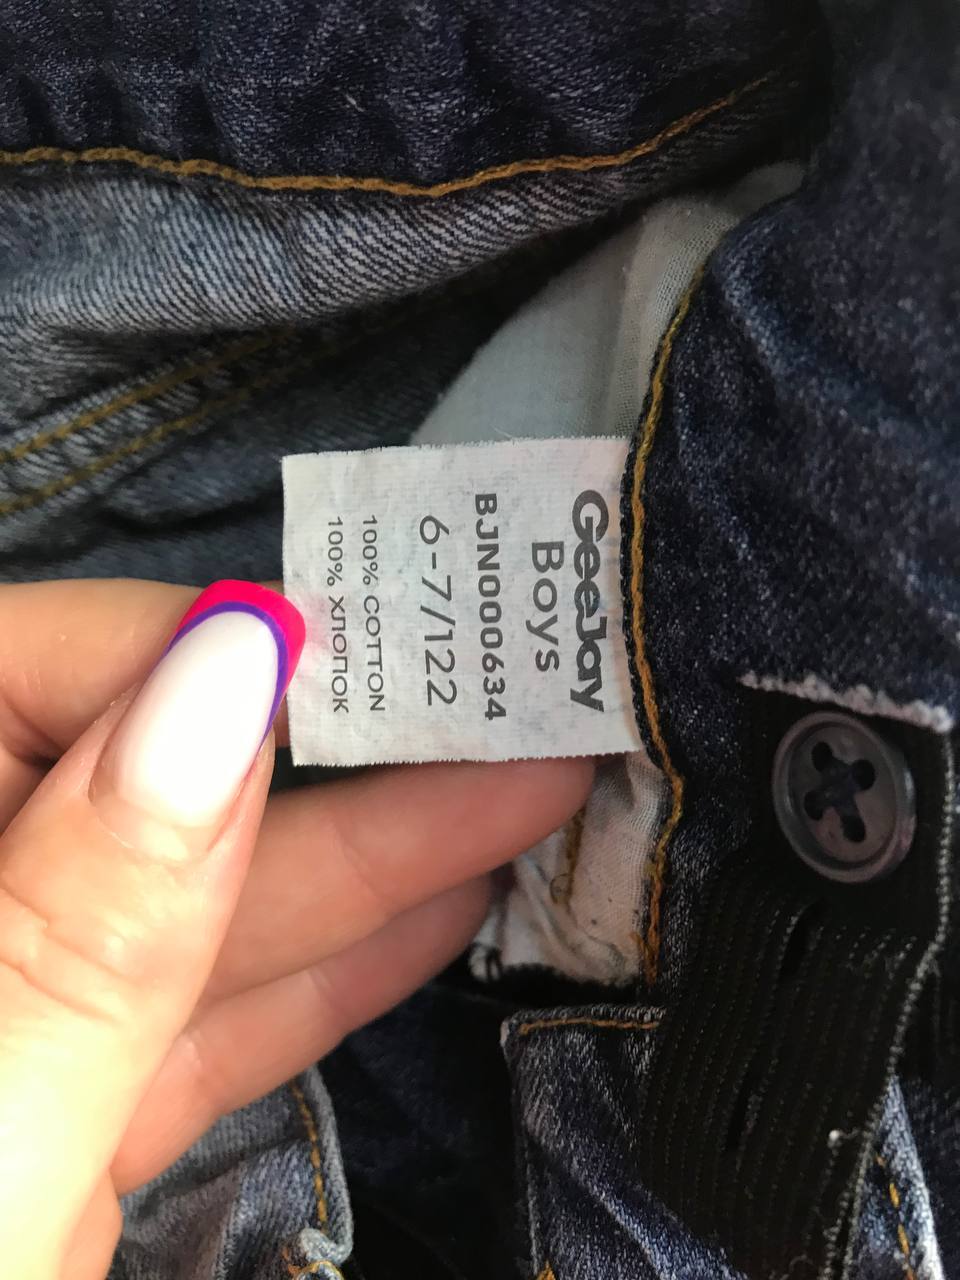 GeeJay
Boys
BJN000634
6-7/122
100% COTTON
100% ХЛОПОК